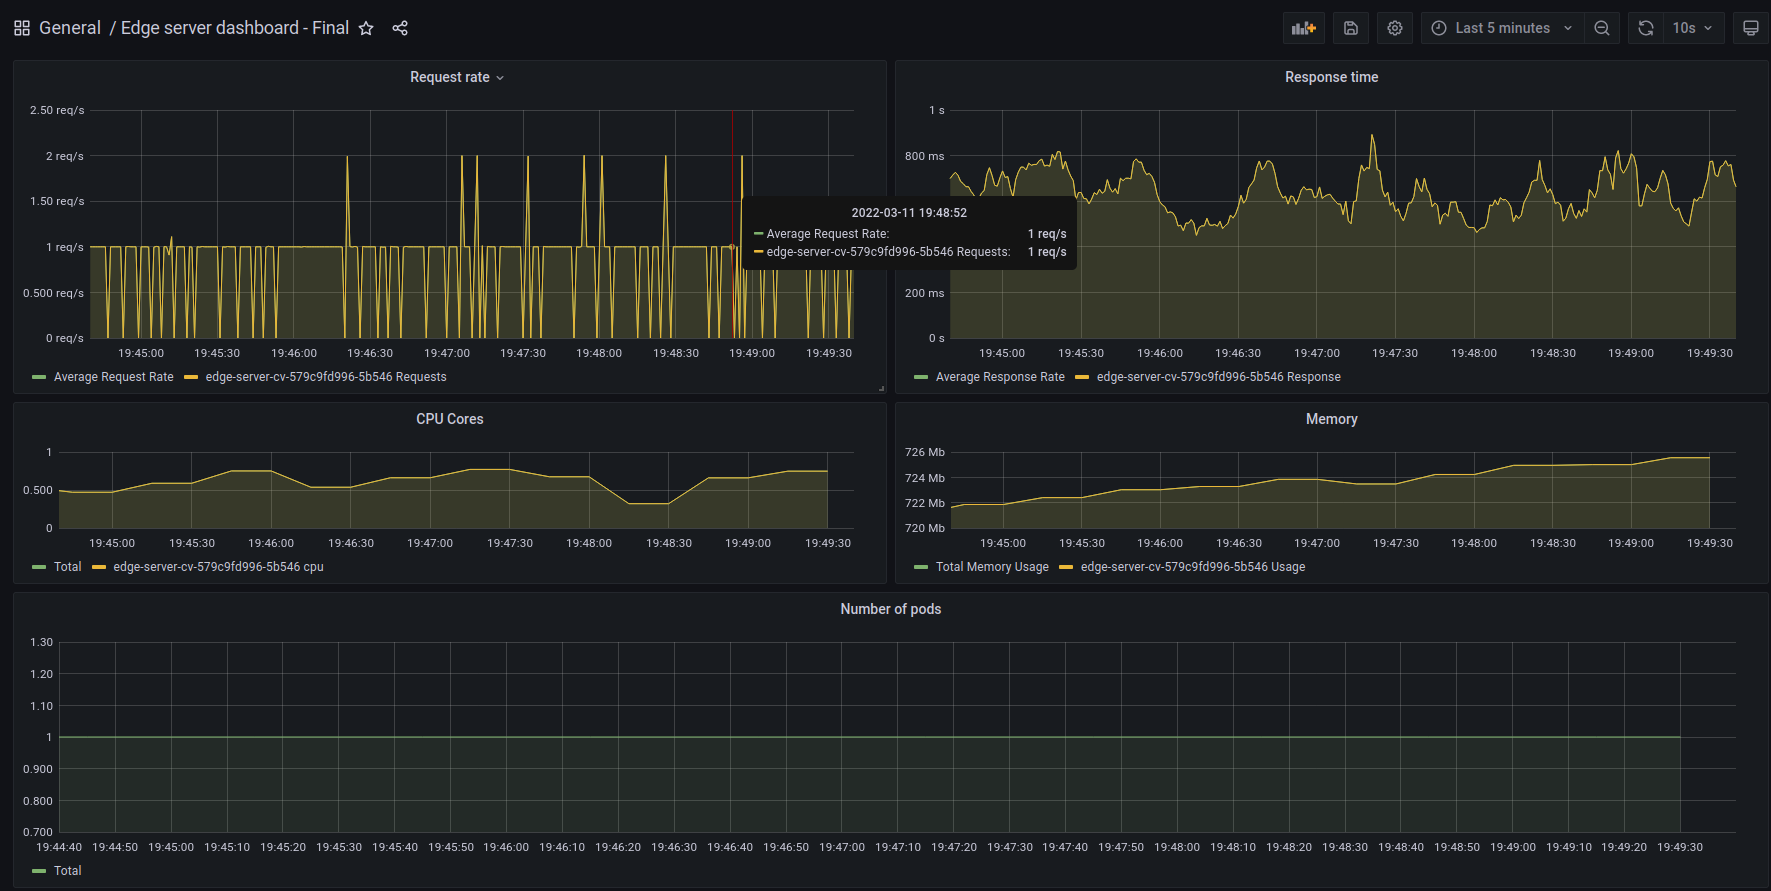 General / Edge server dashboard - Final
Last 5 minutes
10s
Request rate
2.50 req/s
2 req/s
1.50 req/s
1 req/s
0.500 req/s
0 req/s
19:45:00 19:45:30 19:46:00 19:46:30 19:47:00 19:47:30 19:48:00 19:48:30 19:49:00 19:49:30
Average Request Rate edge-server-cv-579c9fd996-5b546 Requests
2022-03-11 19:48:52
Average Request Rate: 1 req/s
edge-server-cv-579c9fd996-5b546 Requests: 1 req/s
Response time
1 s
800 ms
200 ms
0 s
19:45:00 19:45:30 19:46:00 19:46:30 19:47:00 19:47:30 19:48:00 19:48:30 19:49:00 19:49:30
Average Response Rate edge-server-cv-579c9fd996-5b546 Response
CPU Cores
1
0.500
0
19:45:00 19:45:30 19:46:00 19:46:30 19:47:00 19:47:30 19:48:00 19:48:30 19:49:00 19:49:30
Total edge-server-cv-579c9fd996-5b546 cpu
Memory
726 Mb
724 Mb
722 Mb
720 Mb
19:45:00 19:45:30 19:46:00 19:46:30 19:47:00 19:47:30 19:48:00 19:48:30 19:49:00 19:49:30
Total Memory Usage edge-server-cv-579c9fd996-5b546 Usage
Number of pods
1.30
1.20
1.10
1
0.900
0.800
0.700
19:44:40 19:44:50 19:45:00 19:45:10 19:45:20 19:45:30 19:45:40 19:45:50 19:46:00 19:46:10 19:46:20 19:46:30 19:46:40 19:46:50 19:47:00 19:47:10 19:47:20 19:47:30 19:47:40 19:47:50 19:48:00 19:48:10 19:48:20 19:48:30 19:48:40 19:48:50 19:49:00 19:49:10 19:49:20 19:49:30
Total